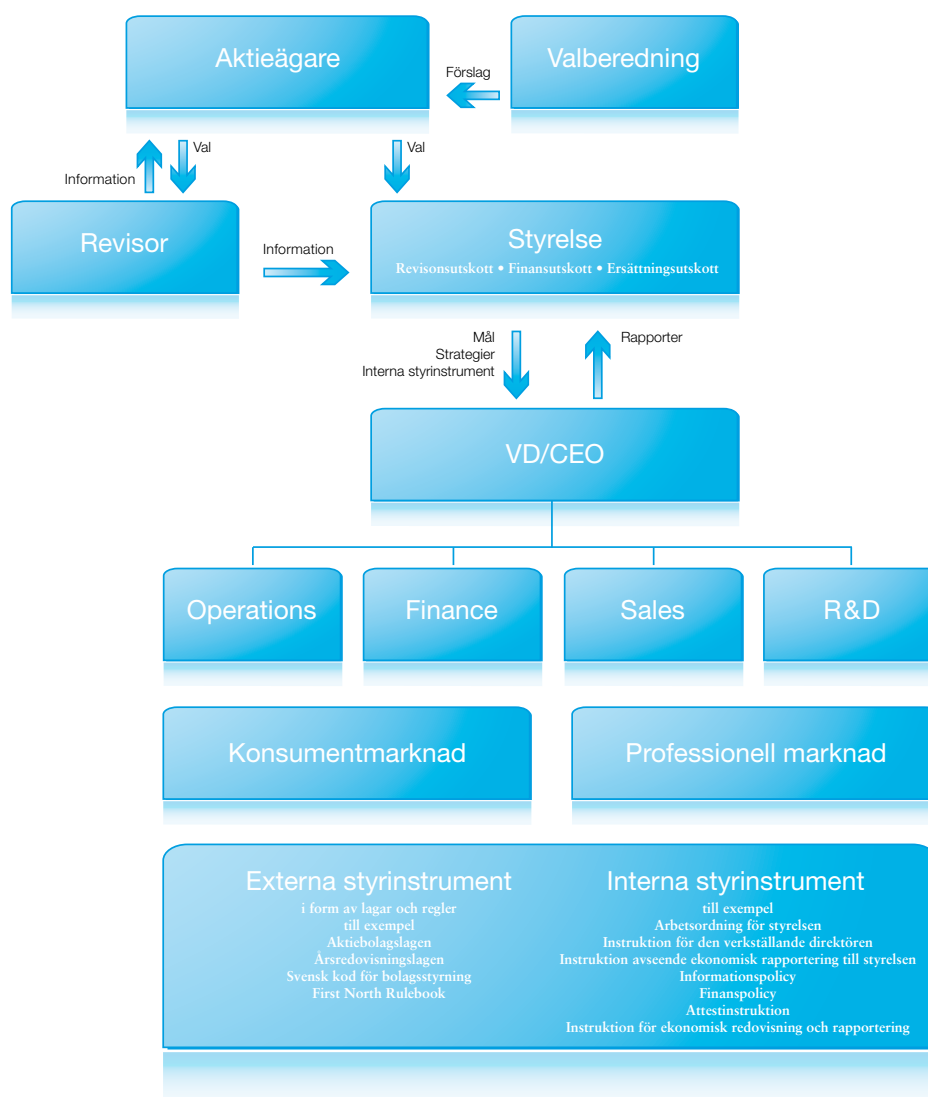 Aktieägare
Valberedning
Förslag
Val
Val
Information
Revisor
Information
Styrelse
Revisonsutskott • Finansutskott • Ersättningsutskott
Mål
Strategier
Interna styrinstrument
Rapporter
VD/CEO
Operations
Finance
Sales
R&D
Konsumentmarknad
Professionell marknad
Externa styrinstrument
i form av lagar och regler
till exempel
Aktiebolagslagen
Årsredovisningslagen
Svensk kod för bolagsstyrning
First North Rulebook
Interna styrinstrument
till exempel
Arbetsordning för styrelsen
Instruktion för den verkställande direktören
Instruktion avseende ekonomisk rapportering till styrelsen
Informationspolicy
Finanspolicy
Attestinstruktion
Instruktion för ekonomisk redovisning och rapportering